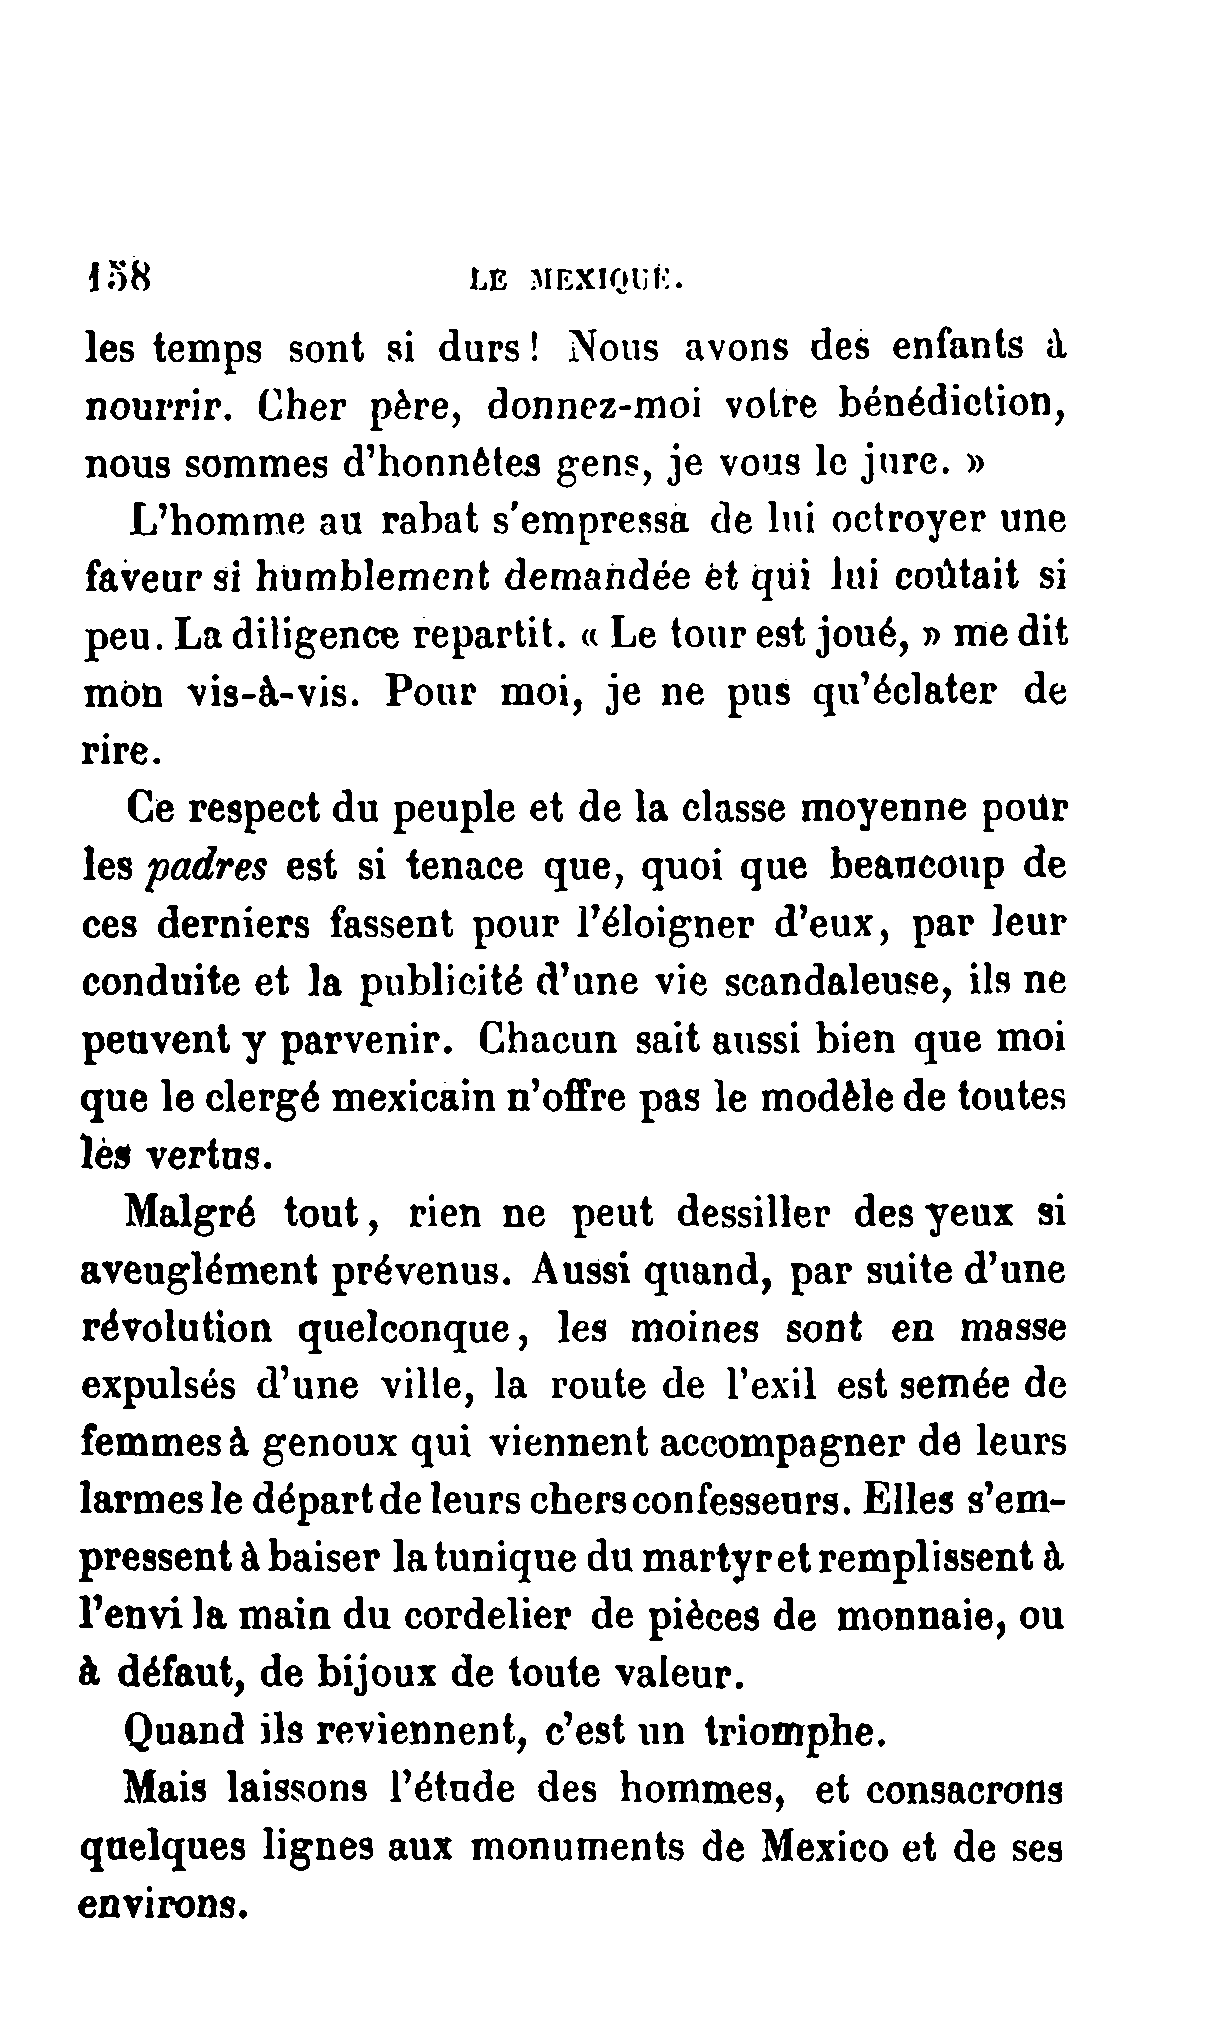 158 LE MEXIQUE.
les temps sont si durs! Nous avons des enfants à
nourrir. Cher père, donnez-moi votre bénédiction,
nous sommes d'honnêtes gens, je vous le jure. »
L'homme au rabat s'empressa de lui octroyer une
faveur si humblement demandée et qui lui coûtait si
peu. La diligence repartit. « Le tour est joué, » me dit
mon vis-à-vis. Pour moi, je ne pus qu'éclater de
rire.
Ce respect du peuple et de la classe moyenne pour
les padres est si tenace que, quoi que beaucoup de
ces derniers fassent pour l'éloigner d'eux, par leur
conduite et la publicité d'une vie scandaleuse, ils ne
peuvent y parvenir. Chacun sait aussi bien que moi
que le clergé mexicain n'offre pas le modèle de toutes
les vertus.
Malgré tout, rien ne peut dessiller des yeux si
aveuglément prévenus. Aussi quand, par suite d'une
révolution quelconque, les moines sont en masse
expulsés d'une ville, la route de l'exil est semée de
femmes à genoux qui viennent accompagner de leurs
larmes le départ de leurs chers confesseurs. Elles s'em-
pressent à baiser la tunique du martyr et remplissent à
l'envi la main du cordelier de pièces de monnaie, ou
à défaut, de bijoux de toute valeur.
Quand ils reviennent, c'est un triomphe.
Mais laissons l'étude des hommes, et consacrons
quelques lignes aux monuments de Mexico et de ses
environs.